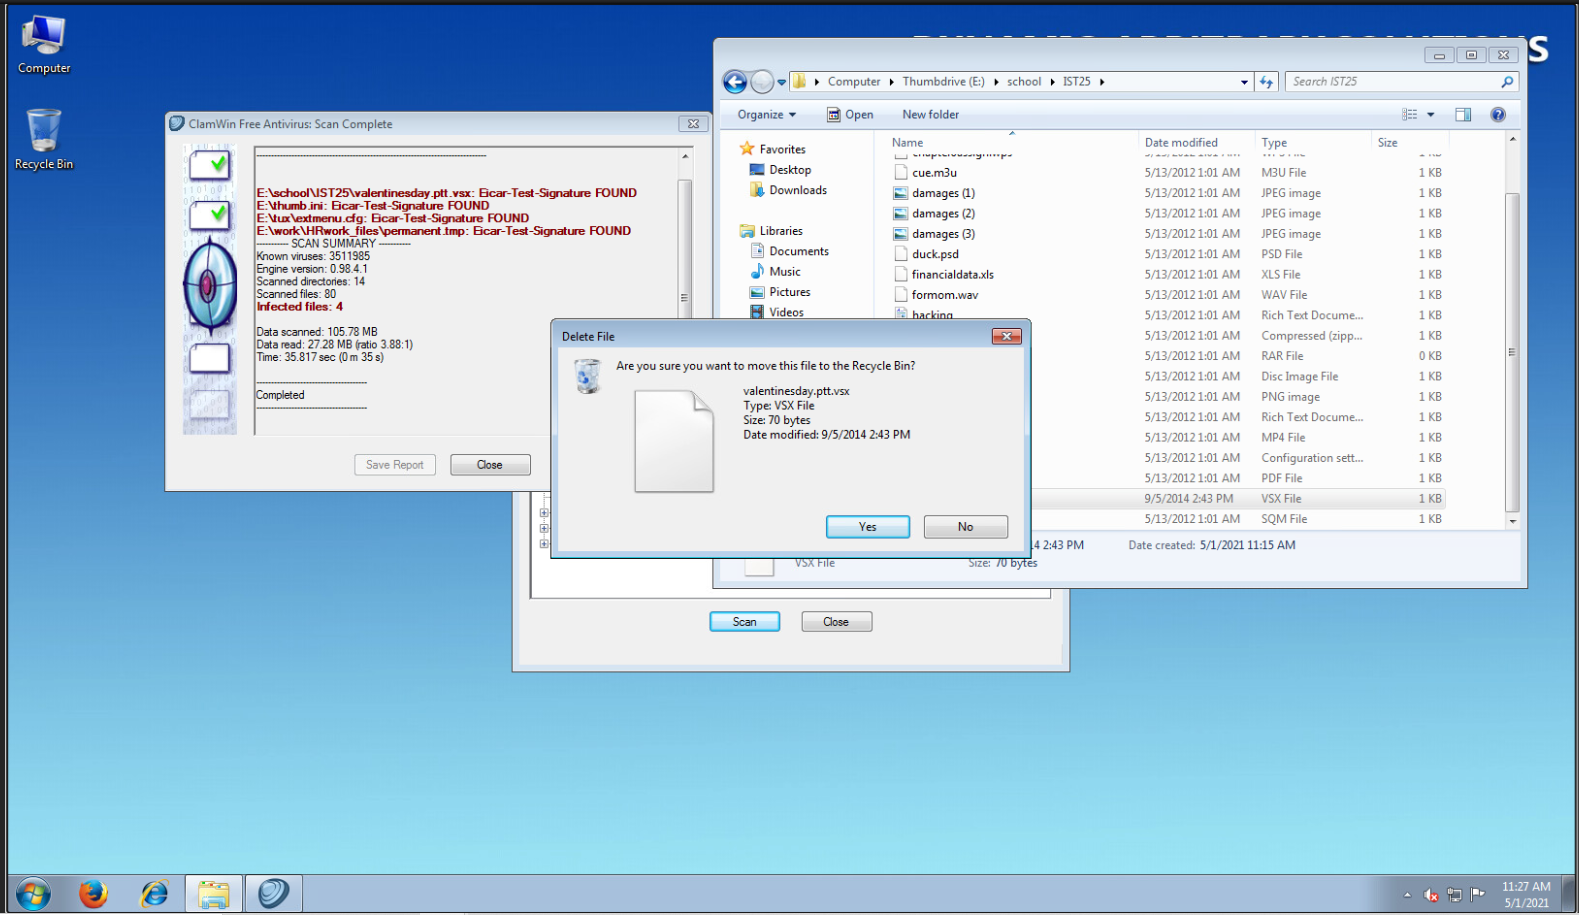 Computer
Recycle Bin
S
ClamWin Free Antivirus: Scan Complete
E:\school\IST25\valentinesday.ptt.vsx: Eicar-Test-Signature FOUND
E:\thumb.ini: Eicar-Test-Signature FOUND
E:\tux\extmenu.cfg: Eicar-Test-Signature FOUND
E:\work\HRwork_files\permanent.tmp: Eicar-Test-Signature FOUND
----------- SCAN SUMMARY -----------
Known viruses: 3511985
Engine version: 0.98.4.1
Scanned directories: 14
Scanned files: 80
Infected files: 4
Data scanned: 105.78 MB
Data read: 27.28 MB (ratio 3.88:1)
Time: 35.817 sec (0 m 35 s)
Completed
Save Report
Close
Computer
Thumbdrive (E:)
school
IST25
Search IST25
Organize
Open
New folder
Favorites
Desktop
Downloads
Libraries
Documents
Music
Pictures
Videos
Name Date modified Type Size
cue.m3u 5/13/2012 1:01 AM M3U File 1 KB
damages (1) 5/13/2012 1:01 AM JPEG image 1 KB
damages (2) 5/13/2012 1:01 AM JPEG image 1 KB
damages (3) 5/13/2012 1:01 AM JPEG image 1 KB
duck.psd 5/13/2012 1:01 AM PSD File 1 KB
financialdata.xls 5/13/2012 1:01 AM XLS File 1 KB
formom.wav 5/13/2012 1:01 AM WAV File 1 KB
hacking 5/13/2012 1:01 AM Rich Text Docume... 1 KB
5/13/2012 1:01 AM Compressed (zipp... 1 KB
5/13/2012 1:01 AM RAR File 0 KB
5/13/2012 1:01 AM Disc Image File 1 KB
5/13/2012 1:01 AM PNG image 1 KB
5/13/2012 1:01 AM Rich Text Docume... 1 KB
5/13/2012 1:01 AM MP4 File 1 KB
5/13/2012 1:01 AM Configuration sett... 1 KB
5/13/2012 1:01 AM PDF File 1 KB
9/5/2014 2:43 PM VSX File 1 KB
5/13/2012 1:01 AM SQM File 1 KB
4 2:43 PM Date created: 5/1/2021 11:15 AM
VSX File Size: 70 bytes
Delete File
Are you sure you want to move this file to the Recycle Bin?
valentinesday.ptt.vsx
Type: VSX File
Size: 70 bytes
Date modified: 9/5/2014 2:43 PM
Yes
No
Scan
Close
11:27 AM
5/1/2021